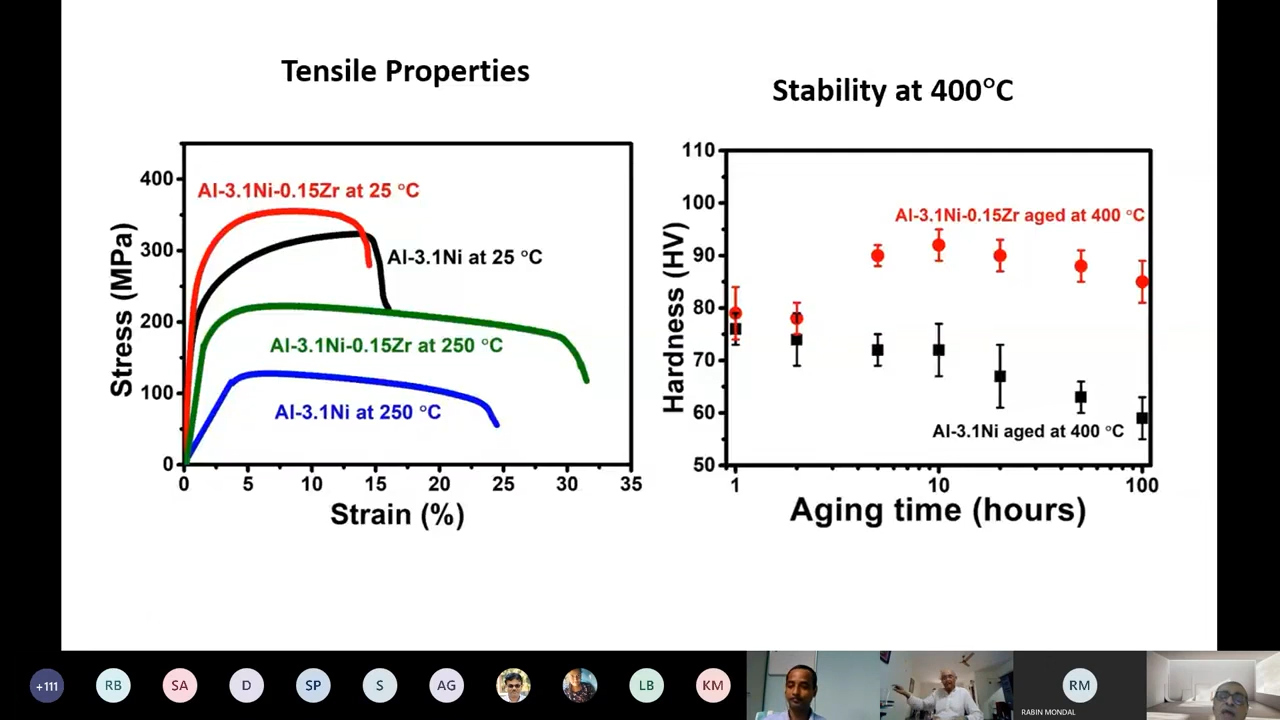 Tensile Properties
Stability at 400°C
Stress (MPa)
400
300
200
100
0
Al-3.1Ni-0.15Zr at 25 °C
Al-3.1Ni at 25 °C
Al-3.1Ni-0.15Zr at 250 °C
Al-3.1Ni at 250 °C
0 5 10 15 20 25 30 35
Strain (%)
Hardness (HV)
110
100
90
80
70
60
50
Al-3.1Ni-0.15Zr aged at 400 °C
Al-3.1Ni aged at 400 °C
1 10 100
Aging time (hours)
+111 RB SA D SP S AG LB KM RM
RABIN MONDAL